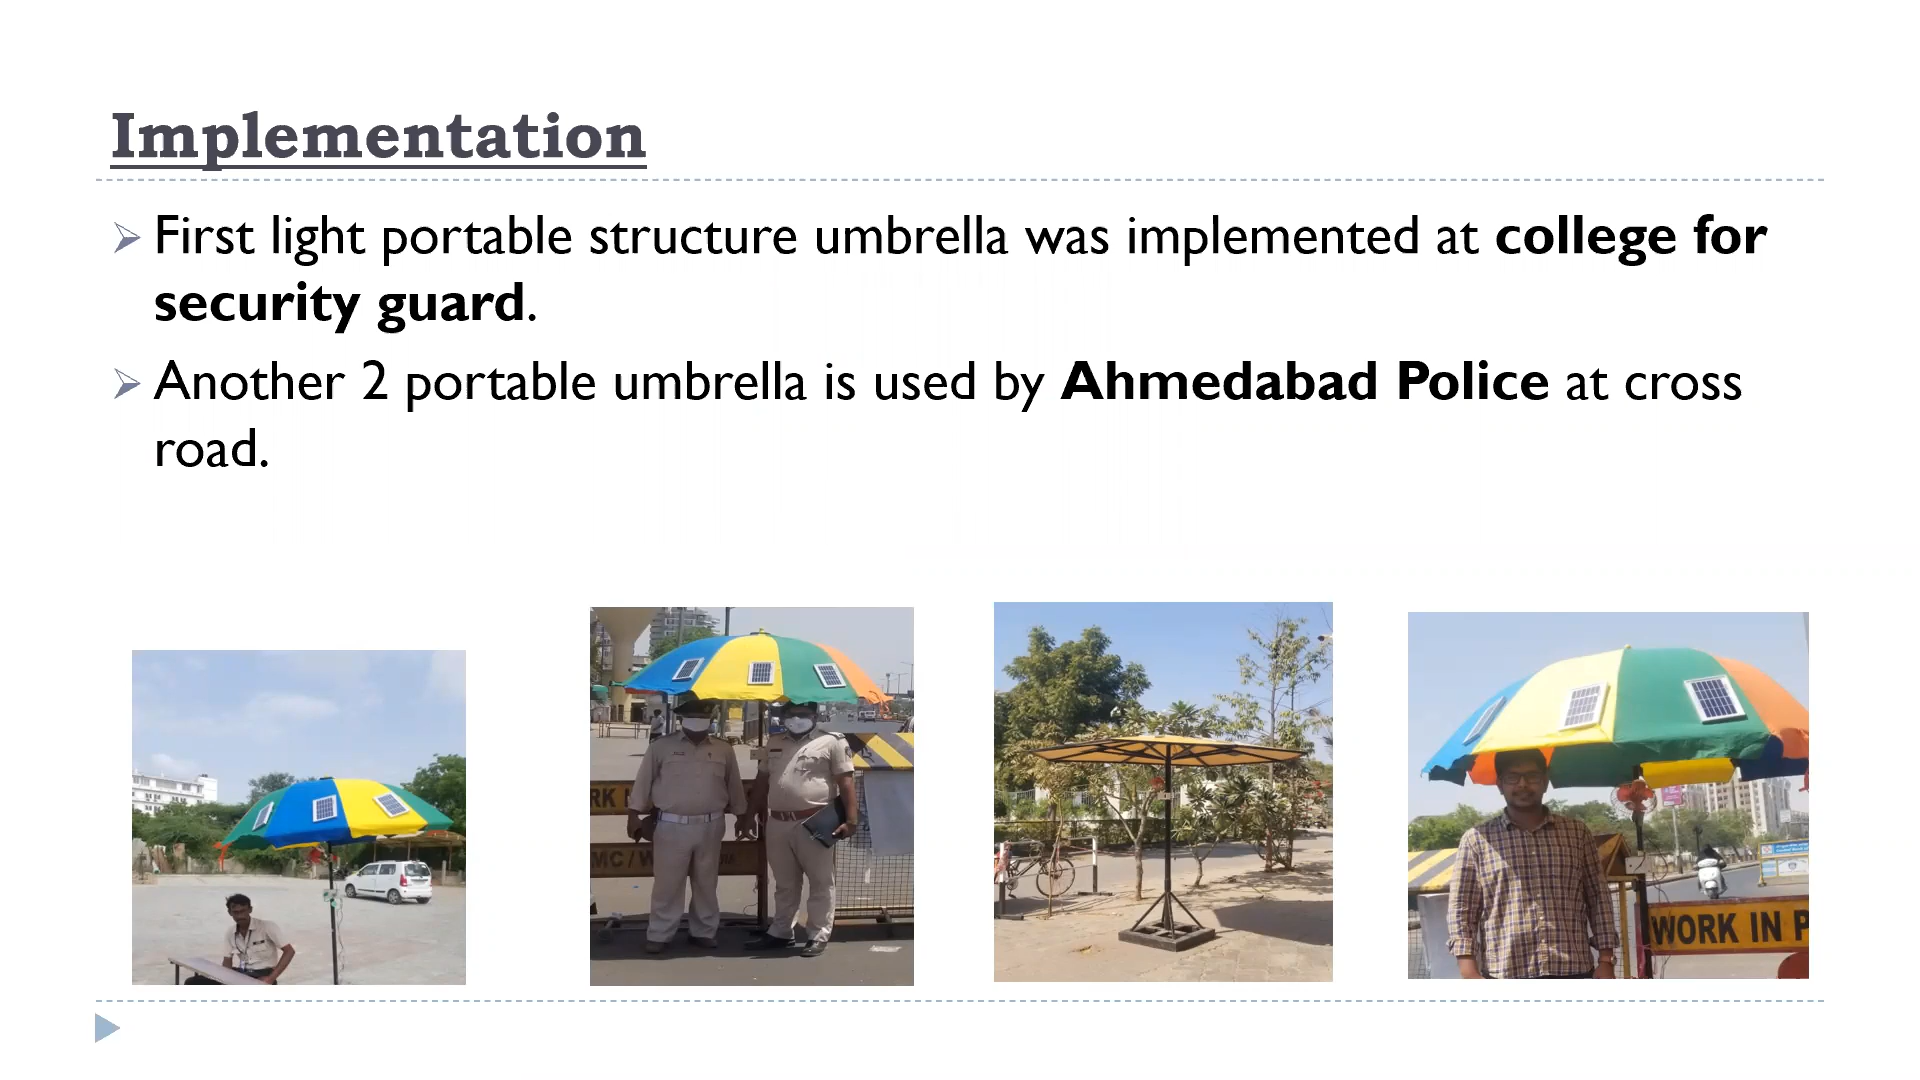 Implementation
First light portable structure umbrella was implemented at college for
security guard.
Another 2 portable umbrella is used by Ahmedabad Police at cross
road.
WORK IN P